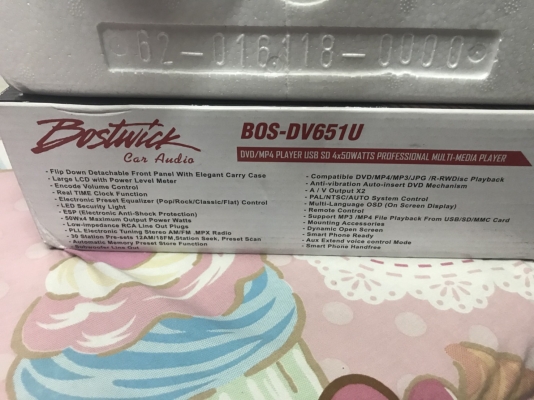 62-016.118-0000
Bostwick
Car Audio
BOS-DV651U
DVD/MP4 PLAYER USB SD 4x50WATTS PROFESSIONAL MULTI-MEDIA PLAYER
- Flip Down Detachable Front Panel With Elegant Carry Case
- Large LCD with Power Level Meter
- Encode Volume Control
- Real TIME Clock Function
- Electronic Preset Equalizer (Pop/Rock/Classic/Flat) Control
- LED Security Light
- ESP (Electronic Anti-Shock Protection)
- 50Wx4 Maximum Output Power Watts
- Low-impedance RCA Line Out Plugs
- PLL Electronic Tuning Stereo AM/FM .MPX Radio
- 30 Station Pre-sets 12AM/18FM,Station Seek, Preset Scan
- Automatic Memory Preset Store Function
- Subwoofer Line Out
- Compatible DVD/MP4/MP3/JPG /R-RWDisc Playback
- Anti-vibration Auto-insert DVD Mechanism
- A / V Output X2
- PAL/NTSC/AUTO System Control
- Multi-Language OSD (On Screen Display)
- Remote Control
- Support MP3 /MP4 File Playback From USB/SD/MMC Card
- Mounting Accessories
- Dynamic Open Screen
- Smart Phone Ready
- Aux Extend voice control Mode
- Smart Phone Handfree